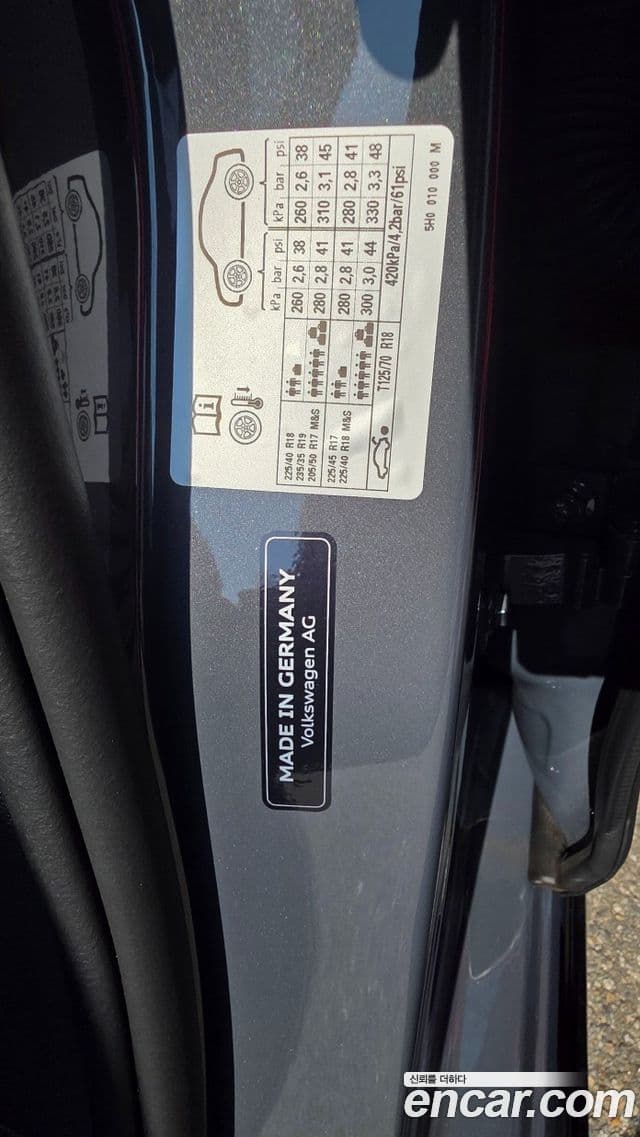 kPa bar psi kPa bar psi
225/40 R18
235/35 R19
205/50 R17 M&S
260 2,6 38 260 2,6 38
280 2,8 41 310 3,1 45
225/45 R17
225/40 R18 M&S
280 2,8 41 280 2,8 41
300 3,0 44 330 3,3 48
T125/70 R18 420kPa/4,2bar/61psi
5H0 010 000 M
MADE IN GERMANY
Volkswagen AG
신뢰를 더하다
encar.com